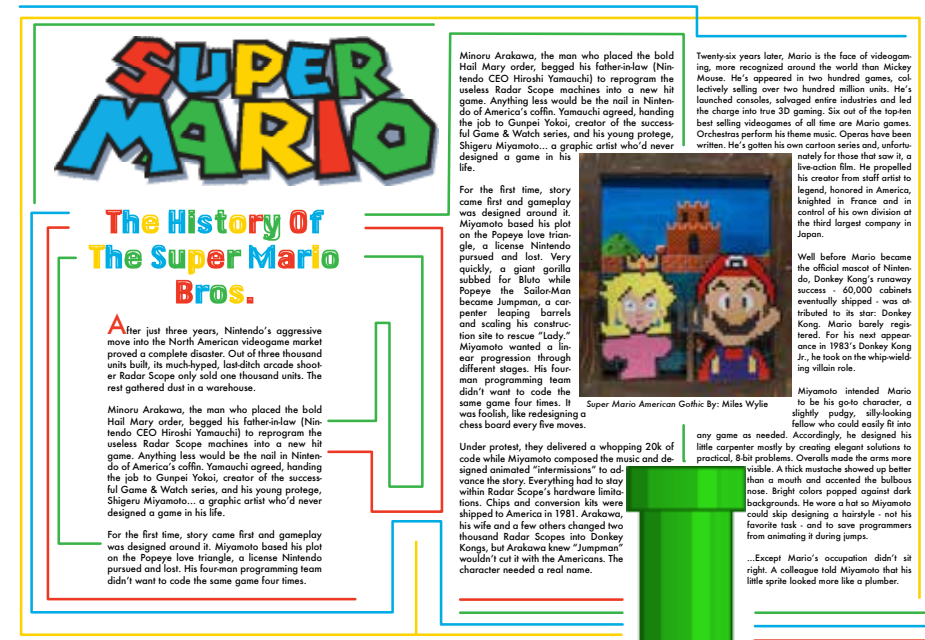 SUPER
MARIO
The History Of
The Super Mario
Bros.
After just three years, Nintendo's aggressive
move into the North American videogame market
proved a complete disaster. Out of three thousand
units built, its much-hyped, last-ditch arcade shoot-
er Radar Scope only sold one thousand units. The
rest gathered dust in a warehouse.
Minoru Arakawa, the man who placed the bold
Hail Mary order, begged his father-in-law (Nin-
tendo CEO Hiroshi Yamauchi) to reprogram the
useless Radar Scope machines into a new hit
game. Anything less would be the nail in Ninten-
do of America's coffin. Yamauchi agreed, handing
the job to Gunpei Yokoi, creator of the success-
ful Game & Watch series, and his young protege,
Shigeru Miyamoto... a graphic artist who'd never
designed a game in his life.
For the first time, story came first and gameplay
was designed around it. Miyamoto based his plot
on the Popeye love triangle, a license Nintendo
pursued and lost. His four-man programming team
didn't want to code the same game four times.
Minoru Arakawa, the man who placed the bold
Hail Mary order, begged his father-in-law (Nin-
tendo CEO Hiroshi Yamauchi) to reprogram the
useless Radar Scope machines into a new hit
game. Anything less would be the nail in Ninten-
do of America's coffin. Yamauchi agreed, handing
the job to Gunpei Yokoi, creator of the success-
ful Game & Watch series, and his young protege,
Shigeru Miyamoto... a graphic artist who'd never
designed a game in his
life.
For the first time, story
came first and gameplay
was designed around it.
Miyamoto based his plot
on the Popeye love trian-
gle, a license Nintendo
pursued and lost. Very
quickly, a giant gorilla
subbed for Bluto while
Popeye the Sailor-Man
became Jumpman, a car-
penter leaping barrels
and scaling his construc-
tion site to rescue "Lady."
Miyamoto wanted a lin-
ear progression through
different stages. His four-
man programming team
didn't want to code the
same game four times. It
was foolish, like redesigning a
chess board every five moves.
Under protest, they delivered a whopping 20k of
code while Miyamoto composed the music and de-
signed animated "intermissions" to ad-
vance the story. Everything had to stay
within Radar Scope's hardware limita-
tions. Chips and conversion kits were
shipped to America in 1981. Arakawa,
his wife and a few others changed two
thousand Radar Scopes into Donkey
Kongs, but Arakawa knew "Jumpman"
wouldn't cut it with the Americans. The
character needed a real name.
Super Mario American Gothic By: Miles Wylie
Twenty-six years later, Mario is the face of videogam-
ing, more recognized around the world than Mickey
Mouse. He's appeared in two hundred games, col-
lectively selling over two hundred million units. He's
launched consoles, salvaged entire industries and led
the charge into true 3D gaming. Six out of the top-ten
best selling videogames of all time are Mario games.
Orchestras perform his theme music. Operas have been
written. He's gotten his own cartoon series and, unfortu-
nately for those that saw it, a
live-action film. He propelled
his creator from staff artist to
legend, honored in America,
knighted in France and in
control of his own division at
the third largest company in
Japan.
Well before Mario became
the official mascot of Ninten-
do, Donkey Kong's runaway
success - 60,000 cabinets
eventually shipped - was at-
tributed to its star: Donkey
Kong. Mario barely regis-
tered. For his next appear-
ance in 1983's Donkey Kong
Jr., he took on the whip-wield-
ing villain role.
Miyamoto intended Mario
to be his go-to character, a
slightly pudgy, silly-looking
fellow who could easily fit into
any game as needed. Accordingly, he designed his
little carpenter mostly by creating elegant solutions to
practical, 8-bit problems. Overalls made the arms more
visible. A thick mustache showed up better
than a mouth and accented the bulbous
nose. Bright colors popped against dark
backgrounds. He wore a hat so Miyamoto
could skip designing a hairstyle - not his
favorite task - and to save programmers
from animating it during jumps.
...Except Mario's occupation didn't sit
right. A colleague told Miyamoto that his
little sprite looked more like a plumber.